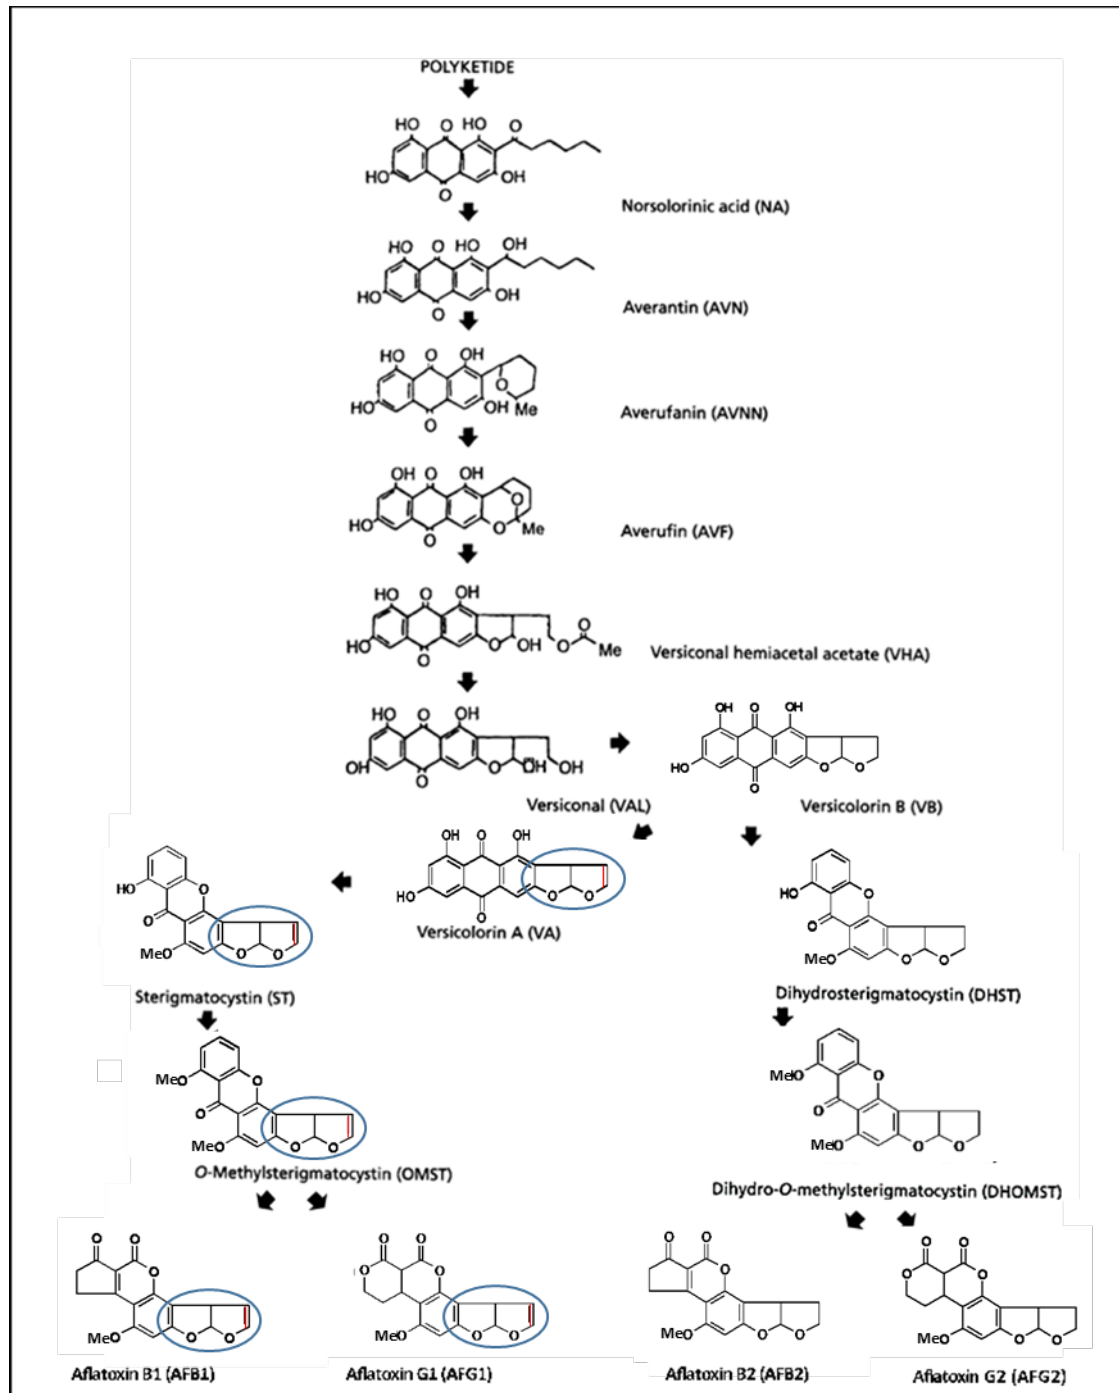 POLYKETIDE
HO O HO O
HO OH
O
Norsolorinic acid (NA)
HO O HO OH
HO OH
O
Averantin (AVN)
HO O OH
O
HO OH Me
O
Averufanin (AVNN)
OH O OH
O
HO O Me
O
Averufin (AVF)
HO O OH
O
HO O OH O Me
O
Versiconal hemiacetal acetate (VHA)
HO O OH
OH O OH OH
O
Versiconal (VAL)
OH O OH
HO O O
O
Versicolorin B (VB)
OH O OH
HO O O
O
Versicolorin A (VA)
HO O
O
MeO O O
Sterigmatocystin (ST)
HO O
O
MeO O O
Dihydrosterigmatocystin (DHST)
MeO O
O
MeO O O
O-Methylsterigmatocystin (OMST)
MeO O
O
MeO O O
Dihydro-O-methylsterigmatocystin (DHOMST)
O O
O
MeO O O
Aflatoxin B1 (AFB1)
O O
O O
MeO O O
Aflatoxin G1 (AFG1)
O O
O
MeO O O
Aflatoxin B2 (AFB2)
O O
O O
MeO O O
Aflatoxin G2 (AFG2)